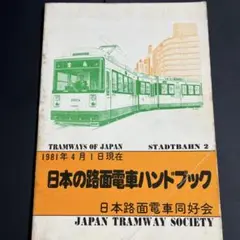 TRAMWAYS OF JAPAN STADTBAHN 2
1981年4月1日現在
日本の路面電車ハンドブック
日本路面電車同好会
JAPAN TRAMWAY SOCIETY